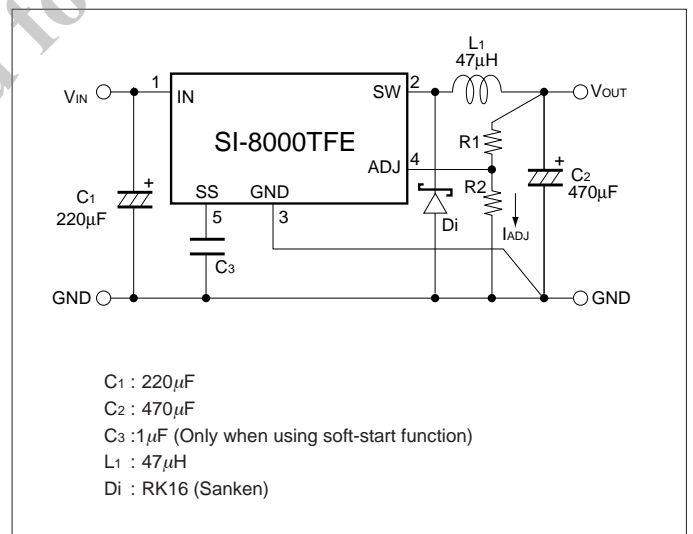 L1
47μH
VIN
1
IN
SW
2
VOUT
SI-8000TFE
R1
ADJ
4
C1
220μF
+
SS
5
GND
3
R2
C2
470μF
+
Di
IADJ
C3
GND
GND
C1 : 220μF
C2 : 470μF
C3 :1μF (Only when using soft-start function)
L1 : 47μH
Di : RK16 (Sanken)